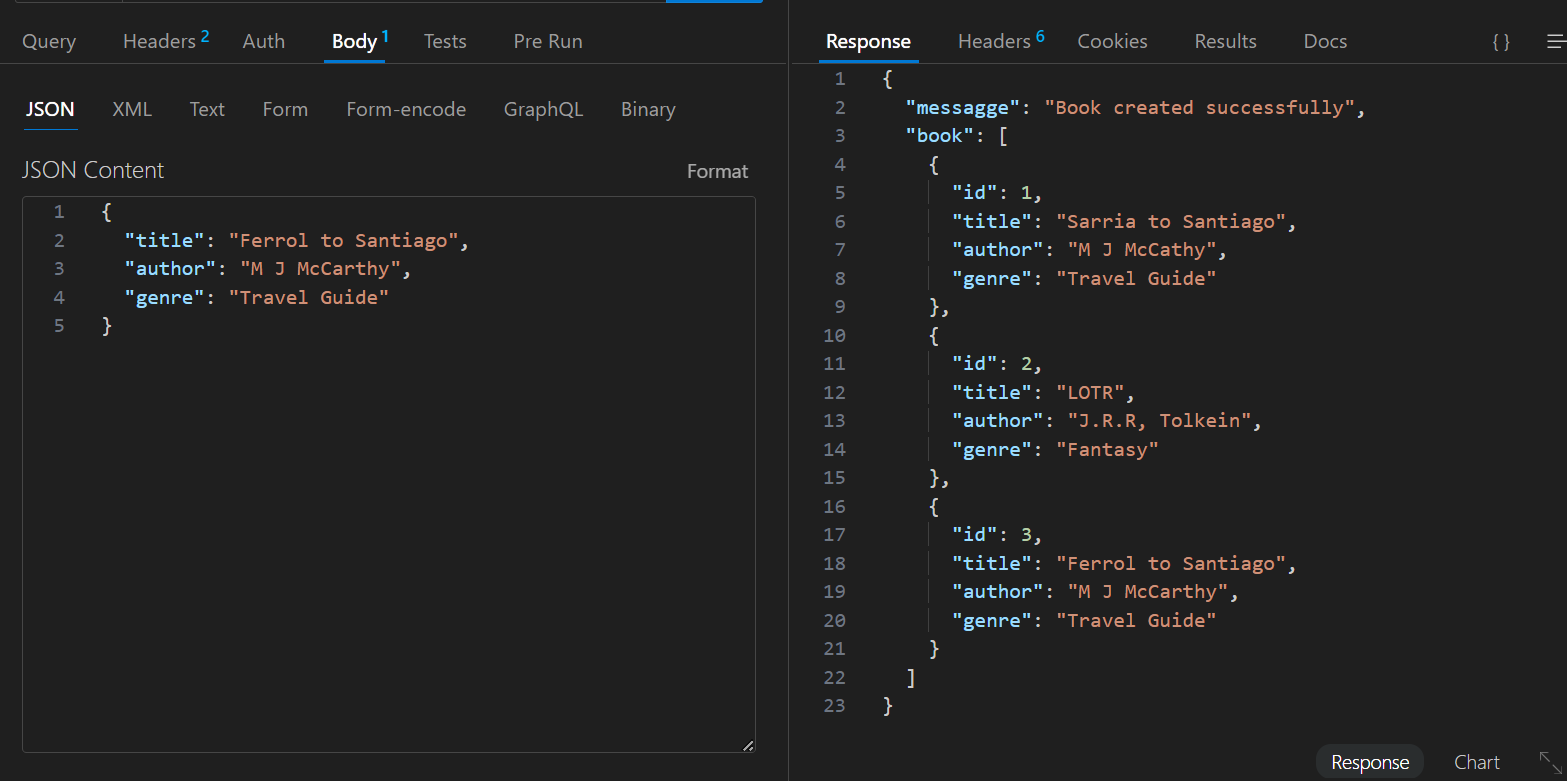 Query Headers 2 Auth Body 1 Tests Pre Run
JSON XML Text Form Form-encode GraphQL Binary
JSON Content Format
1 {
2 "title": "Ferrol to Santiago",
3 "author": "M J McCarthy",
4 "genre": "Travel Guide"
5 }
Response Headers 6 Cookies Results Docs { }
1 {
2 "messagge": "Book created successfully",
3 "book": [
4 {
5 "id": 1,
6 "title": "Sarria to Santiago",
7 "author": "M J McCathy",
8 "genre": "Travel Guide"
9 },
10 {
11 "id": 2,
12 "title": "LOTR",
13 "author": "J.R.R, Tolkein",
14 "genre": "Fantasy"
15 },
16 {
17 "id": 3,
18 "title": "Ferrol to Santiago",
19 "author": "M J McCarthy",
20 "genre": "Travel Guide"
21 }
22 ]
23 }
Response Chart